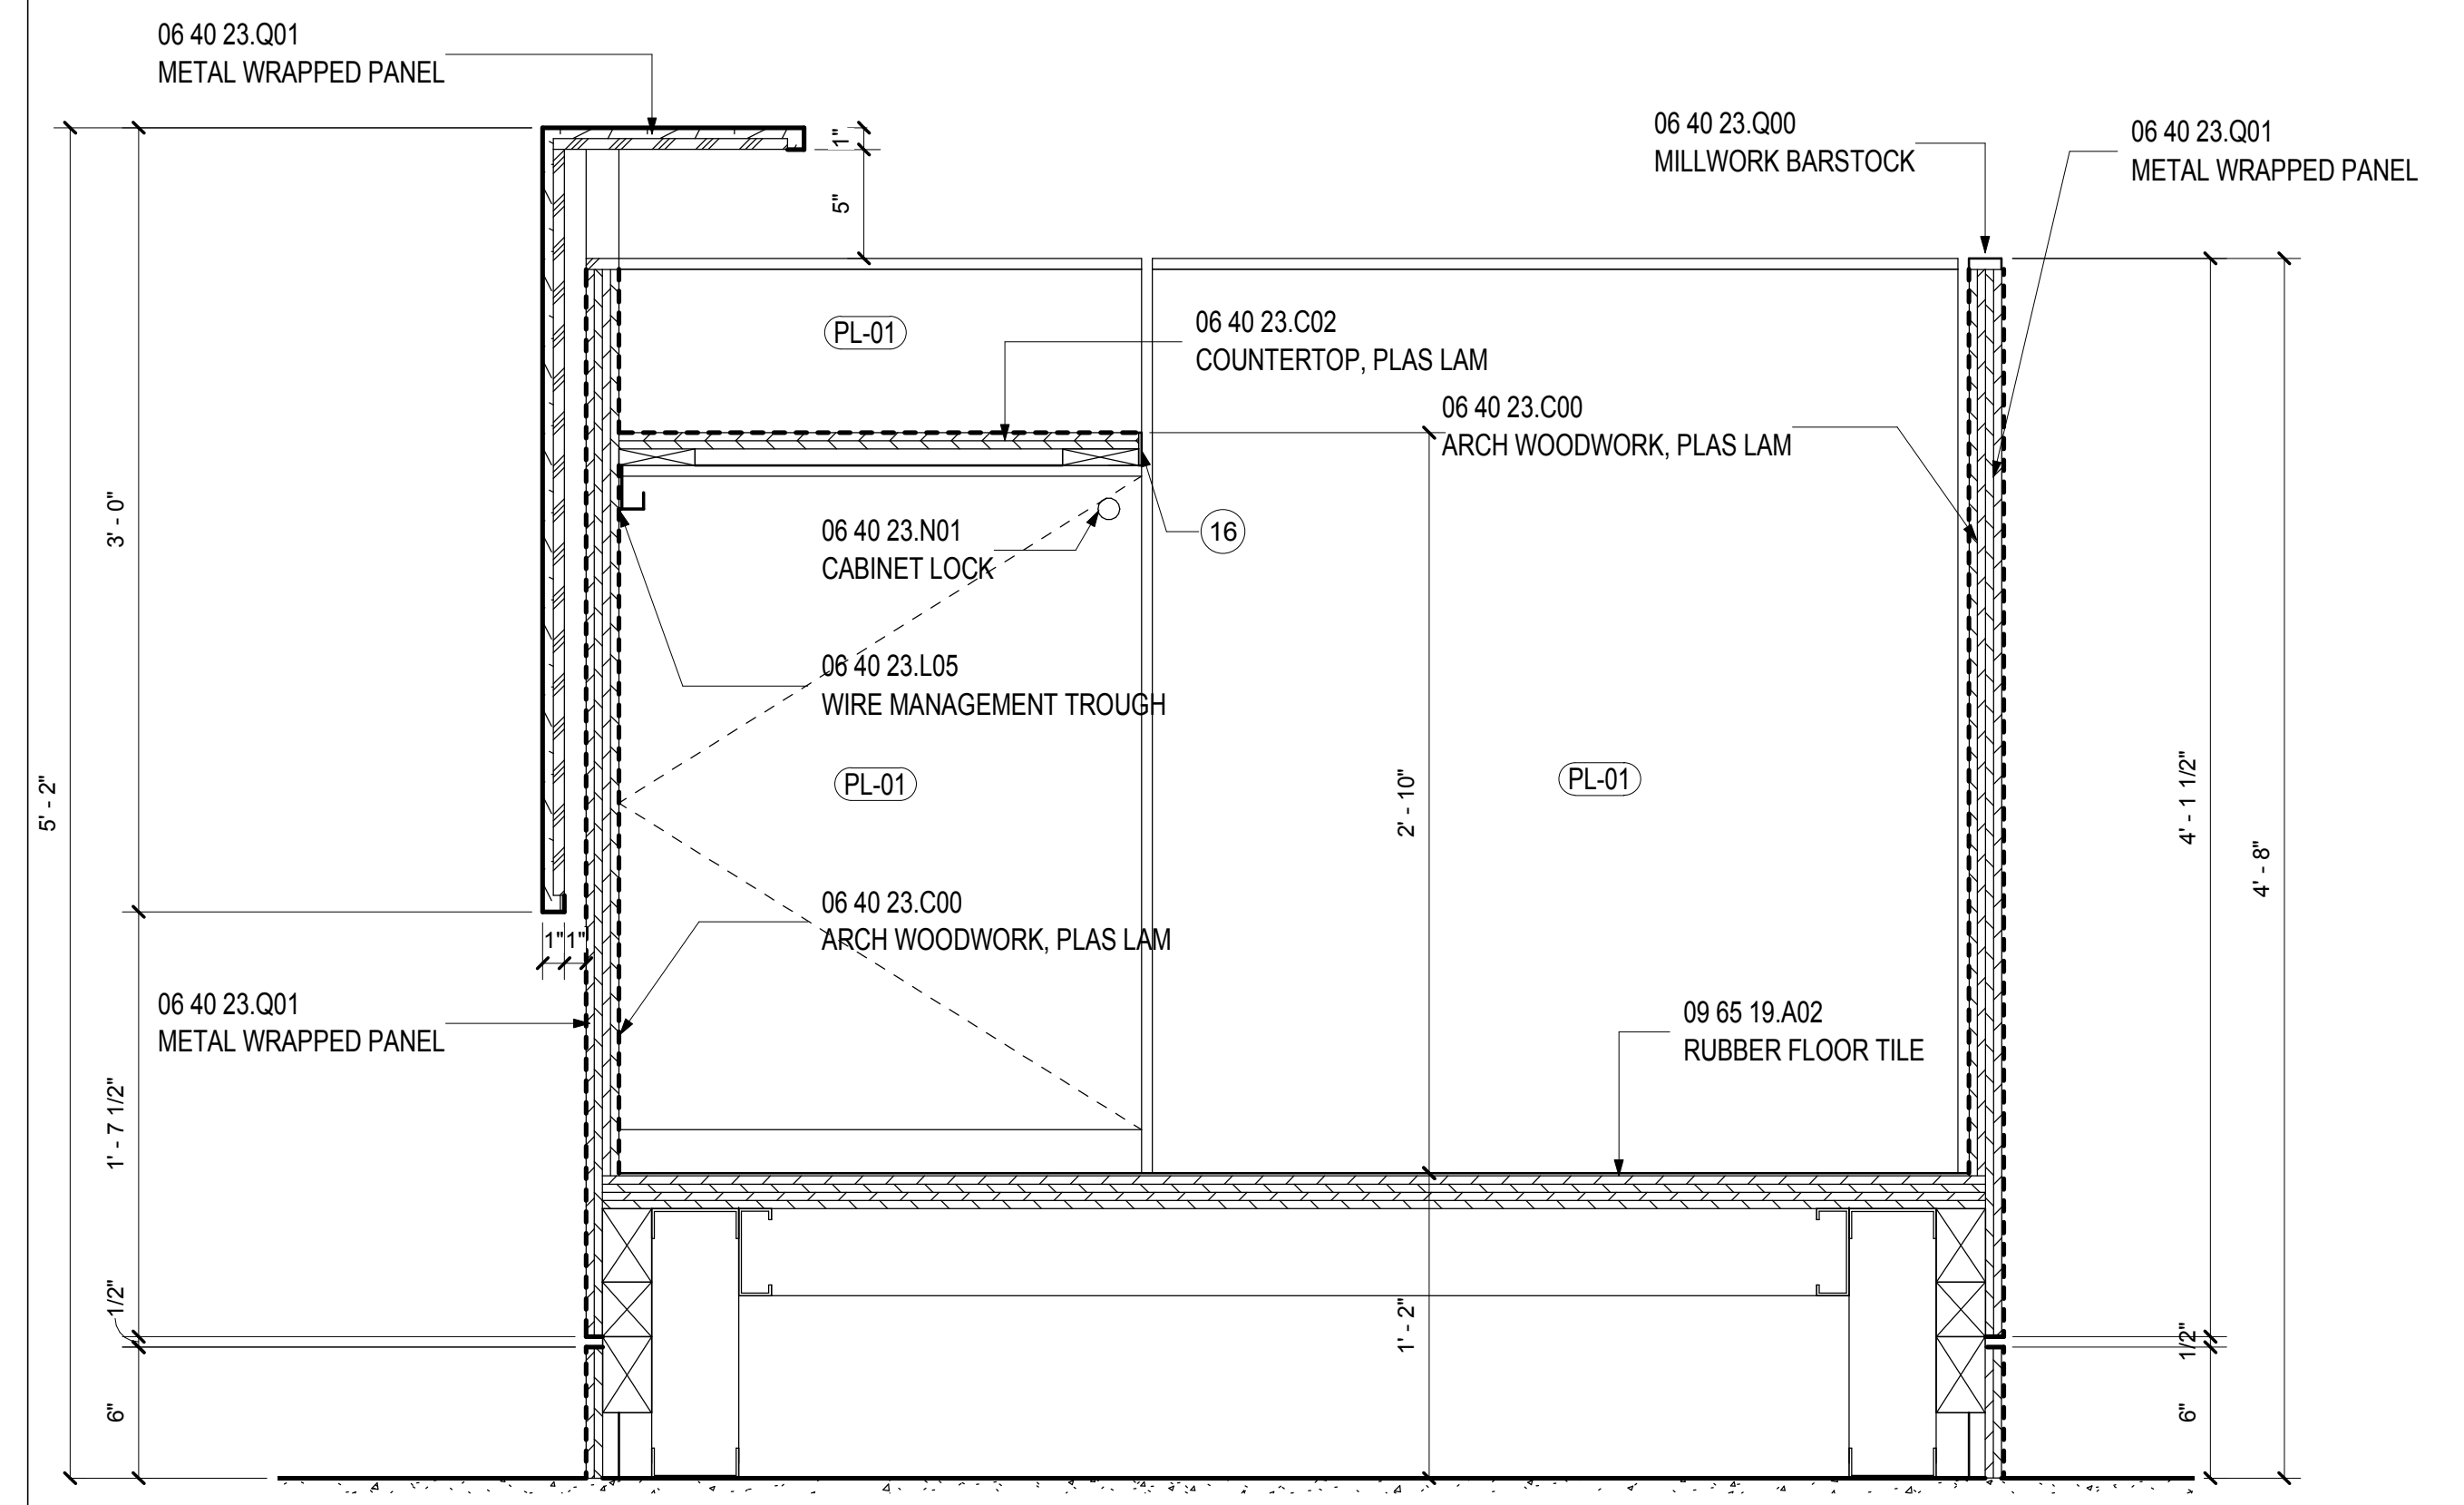 06 40 23.Q01
METAL WRAPPED PANEL
06 40 23.Q00
MILLWORK BARSTOCK
06 40 23.Q01
METAL WRAPPED PANEL
1"
5"
PL-01
06 40 23.C02
COUNTERTOP, PLAS LAM
06 40 23.C00
ARCH WOODWORK, PLAS LAM
3' - 0"
06 40 23.N01
CABINET LOCK
16
06 40 23.L05
WIRE MANAGEMENT TROUGH
5' - 2"
PL-01
2' - 10"
PL-01
4' - 1 1/2"
4' - 8"
06 40 23.C00
ARCH WOODWORK, PLAS LAM
1"
1"
06 40 23.Q01
METAL WRAPPED PANEL
09 65 19.A02
RUBBER FLOOR TILE
1' - 7 1/2"
1/2"
1' - 2"
1/2"
6"
6"